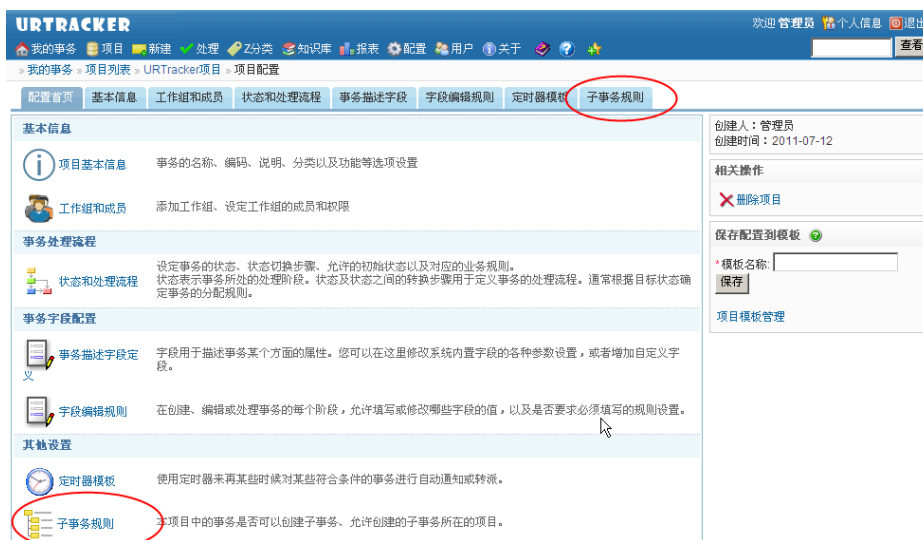 URTRACKER
欢迎 管理员 个人信息 退出
我的事务 项目 新建 处理 Z分类 知识库 报表 配置 用户 关于 查看
» 我的事务 » 项目列表 » URTracker项目 » 项目配置
配置首页 基本信息 工作组和成员 状态和处理流程 事务描述字段 字段编辑规则 定时器模板 子事务规则
基本信息
项目基本信息 事务的名称、编码、说明、分类以及功能等选项设置
工作组和成员 添加工作组、设定工作组的成员和权限
事务处理流程
状态和处理流程 设定事务的状态、状态切换步骤、允许的初始状态以及对应的业务规则。
状态表示事务所处的处理阶段。状态及状态之间的转换步骤用于定义事务的处理流程。通常根据目标状态确
定事务的分配规则。
事务字段配置
事务描述字段定 字段用于描述事务某个方面的属性。您可以在这里修改系统内置字段的各种参数设置，或者增加自定义字
义 段。
字段编辑规则 在创建、编辑或处理事务的每个阶段，允许填写或修改哪些字段的值，以及是否要求必须填写的规则设置。
其他设置
定时器模板 使用定时器来再某些时候对某些符合条件的事务进行自动通知或转派。
子事务规则 本项目中的事务是否可以创建子事务、允许创建的子事务所在的项目。
创建人：管理员
创建时间：2011-07-12
相关操作
删除项目
保存配置到模板
*模板名称:
保存
项目模板管理